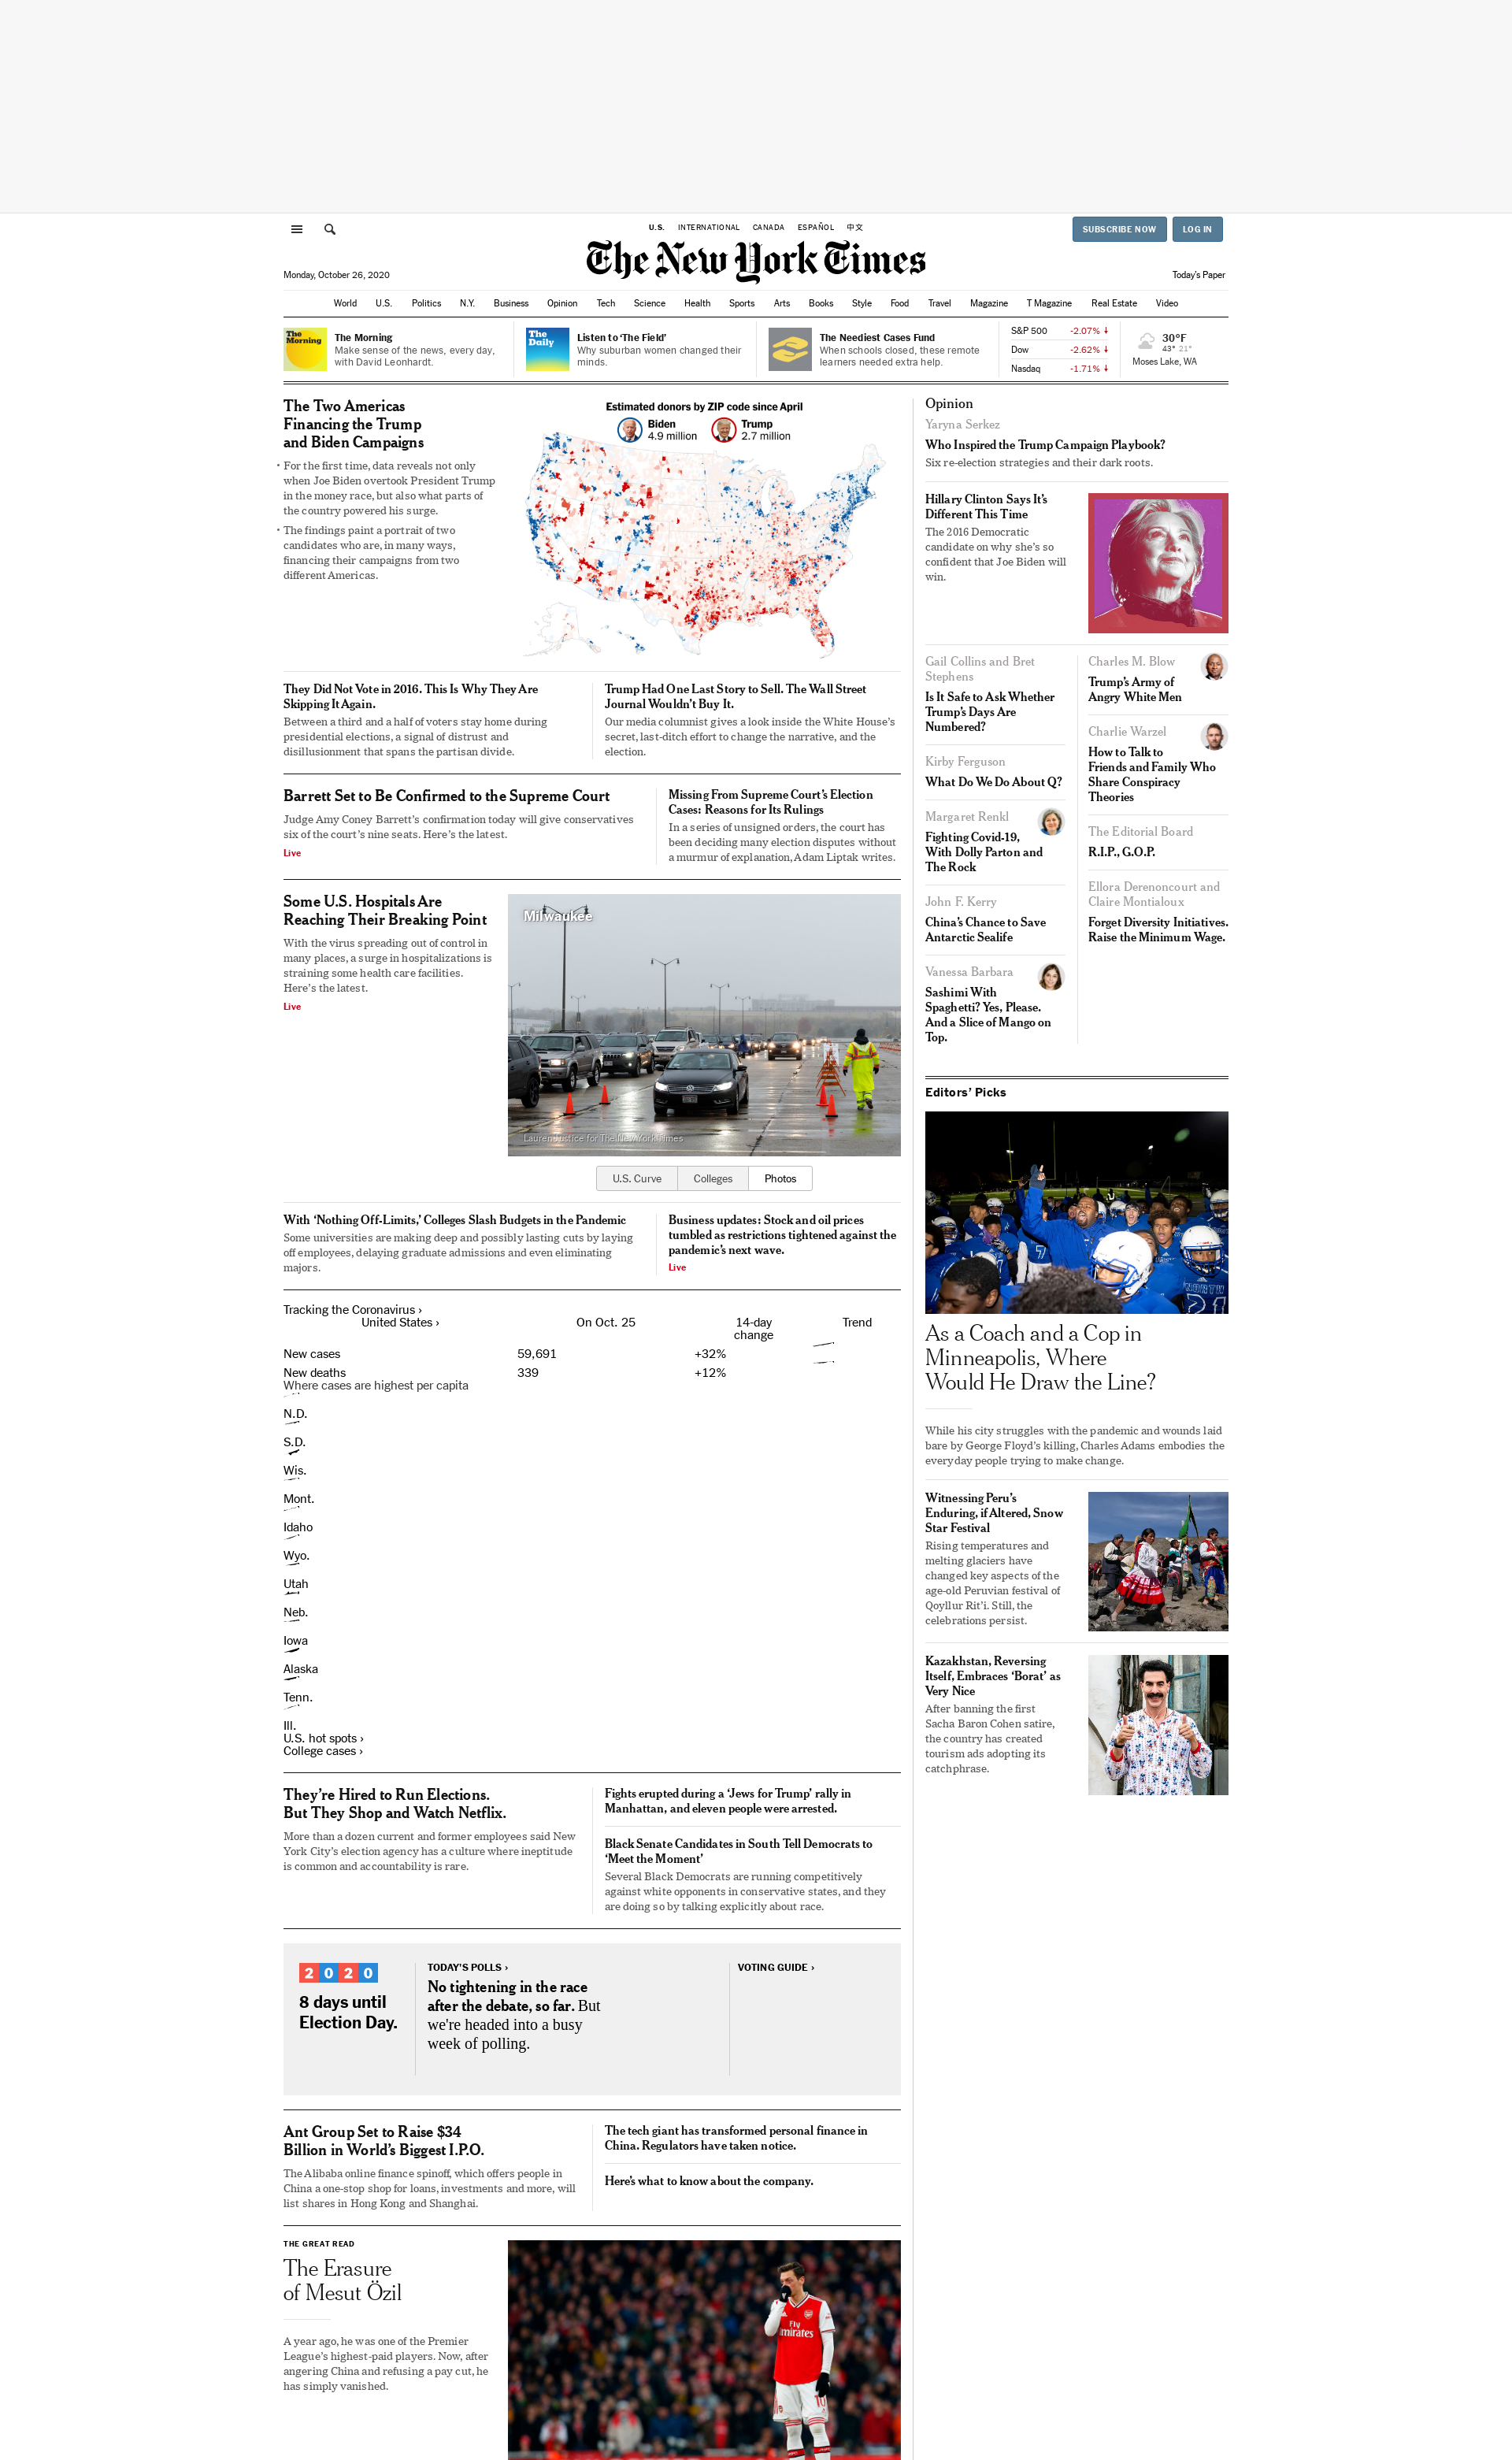 U.S. INTERNATIONAL CANADA ESPAÑOL 中文
SUBSCRIBE NOW LOG IN
The New York Times
Monday, October 26, 2020
Today's Paper
World U.S. Politics N.Y. Business Opinion Tech Science Health Sports Arts Books Style Food Travel Magazine T Magazine Real Estate Video
The Morning
The Morning
Make sense of the news, every day,
with David Leonhardt.
The Daily
Listen to ‘The Field’
Why suburban women changed their
minds.
The Neediest Cases Fund
When schools closed, these remote
learners needed extra help.
S&P 500 -2.07%
Dow -2.62%
Nasdaq -1.71%
30°F
43° 21°
Moses Lake, WA
The Two Americas
Financing the Trump
and Biden Campaigns
• For the first time, data reveals not only
when Joe Biden overtook President Trump
in the money race, but also what parts of
the country powered his surge.
• The findings paint a portrait of two
candidates who are, in many ways,
financing their campaigns from two
different Americas.
Estimated donors by ZIP code since April
Biden
4.9 million
Trump
2.7 million
They Did Not Vote in 2016. This Is Why They Are
Skipping It Again.
Between a third and a half of voters stay home during
presidential elections, a signal of distrust and
disillusionment that spans the partisan divide.
Trump Had One Last Story to Sell. The Wall Street
Journal Wouldn’t Buy It.
Our media columnist gives a look inside the White House’s
secret, last-ditch effort to change the narrative, and the
election.
Barrett Set to Be Confirmed to the Supreme Court
Judge Amy Coney Barrett’s confirmation today will give conservatives
six of the court’s nine seats. Here’s the latest.
Live
Missing From Supreme Court’s Election
Cases: Reasons for Its Rulings
In a series of unsigned orders, the court has
been deciding many election disputes without
a murmur of explanation, Adam Liptak writes.
Some U.S. Hospitals Are
Reaching Their Breaking Point
With the virus spreading out of control in
many places, a surge in hospitalizations is
straining some health care facilities.
Here’s the latest.
Live
Milwaukee
Lauren Justice for The New York Times
U.S. Curve Colleges Photos
With ‘Nothing Off-Limits,’ Colleges Slash Budgets in the Pandemic
Some universities are making deep and possibly lasting cuts by laying
off employees, delaying graduate admissions and even eliminating
majors.
Business updates: Stock and oil prices
tumbled as restrictions tightened against the
pandemic’s next wave.
Live
Tracking the Coronavirus ›
United States › On Oct. 25 14-day
change Trend
New cases 59,691 +32%
New deaths 339 +12%
Where cases are highest per capita
N.D.
S.D.
Wis.
Mont.
Idaho
Wyo.
Utah
Neb.
Iowa
Alaska
Tenn.
Ill.
U.S. hot spots ›
College cases ›
They’re Hired to Run Elections.
But They Shop and Watch Netflix.
More than a dozen current and former employees said New
York City’s election agency has a culture where ineptitude
is common and accountability is rare.
Fights erupted during a ‘Jews for Trump’ rally in
Manhattan, and eleven people were arrested.
Black Senate Candidates in South Tell Democrats to
‘Meet the Moment’
Several Black Democrats are running competitively
against white opponents in conservative states, and they
are doing so by talking explicitly about race.
2020
8 days until
Election Day.
TODAY’S POLLS ›
No tightening in the race
after the debate, so far. But
we're headed into a busy
week of polling.
VOTING GUIDE ›
Ant Group Set to Raise $34
Billion in World’s Biggest I.P.O.
The Alibaba online finance spinoff, which offers people in
China a one-stop shop for loans, investments and more, will
list shares in Hong Kong and Shanghai.
The tech giant has transformed personal finance in
China. Regulators have taken notice.
Here’s what to know about the company.
THE GREAT READ
The Erasure
of Mesut Özil
A year ago, he was one of the Premier
League’s highest-paid players. Now, after
angering China and refusing a pay cut, he
has simply vanished.
Fly
Emirates
10
Opinion
Yaryna Serkez
Who Inspired the Trump Campaign Playbook?
Six re-election strategies and their dark roots.
Hillary Clinton Says It’s
Different This Time
The 2016 Democratic
candidate on why she’s so
confident that Joe Biden will
win.
Gail Collins and Bret
Stephens
Is It Safe to Ask Whether
Trump’s Days Are
Numbered?
Kirby Ferguson
What Do We Do About Q?
Margaret Renkl
Fighting Covid-19,
With Dolly Parton and
The Rock
John F. Kerry
China’s Chance to Save
Antarctic Sealife
Vanessa Barbara
Sashimi With
Spaghetti? Yes, Please.
And a Slice of Mango on
Top.
Charles M. Blow
Trump’s Army of
Angry White Men
Charlie Warzel
How to Talk to
Friends and Family Who
Share Conspiracy
Theories
The Editorial Board
R.I.P., G.O.P.
Ellora Derenoncourt and
Claire Montialoux
Forget Diversity Initiatives.
Raise the Minimum Wage.
Editors’ Picks
NORTH
21
As a Coach and a Cop in
Minneapolis, Where
Would He Draw the Line?
While his city struggles with the pandemic and wounds laid
bare by George Floyd’s killing, Charles Adams embodies the
everyday people trying to make change.
Witnessing Peru’s
Enduring, if Altered, Snow
Star Festival
Rising temperatures and
melting glaciers have
changed key aspects of the
age-old Peruvian festival of
Qoyllur Rit’i. Still, the
celebrations persist.
Kazakhstan, Reversing
Itself, Embraces ‘Borat’ as
Very Nice
After banning the first
Sacha Baron Cohen satire,
the country has created
tourism ads adopting its
catchphrase.